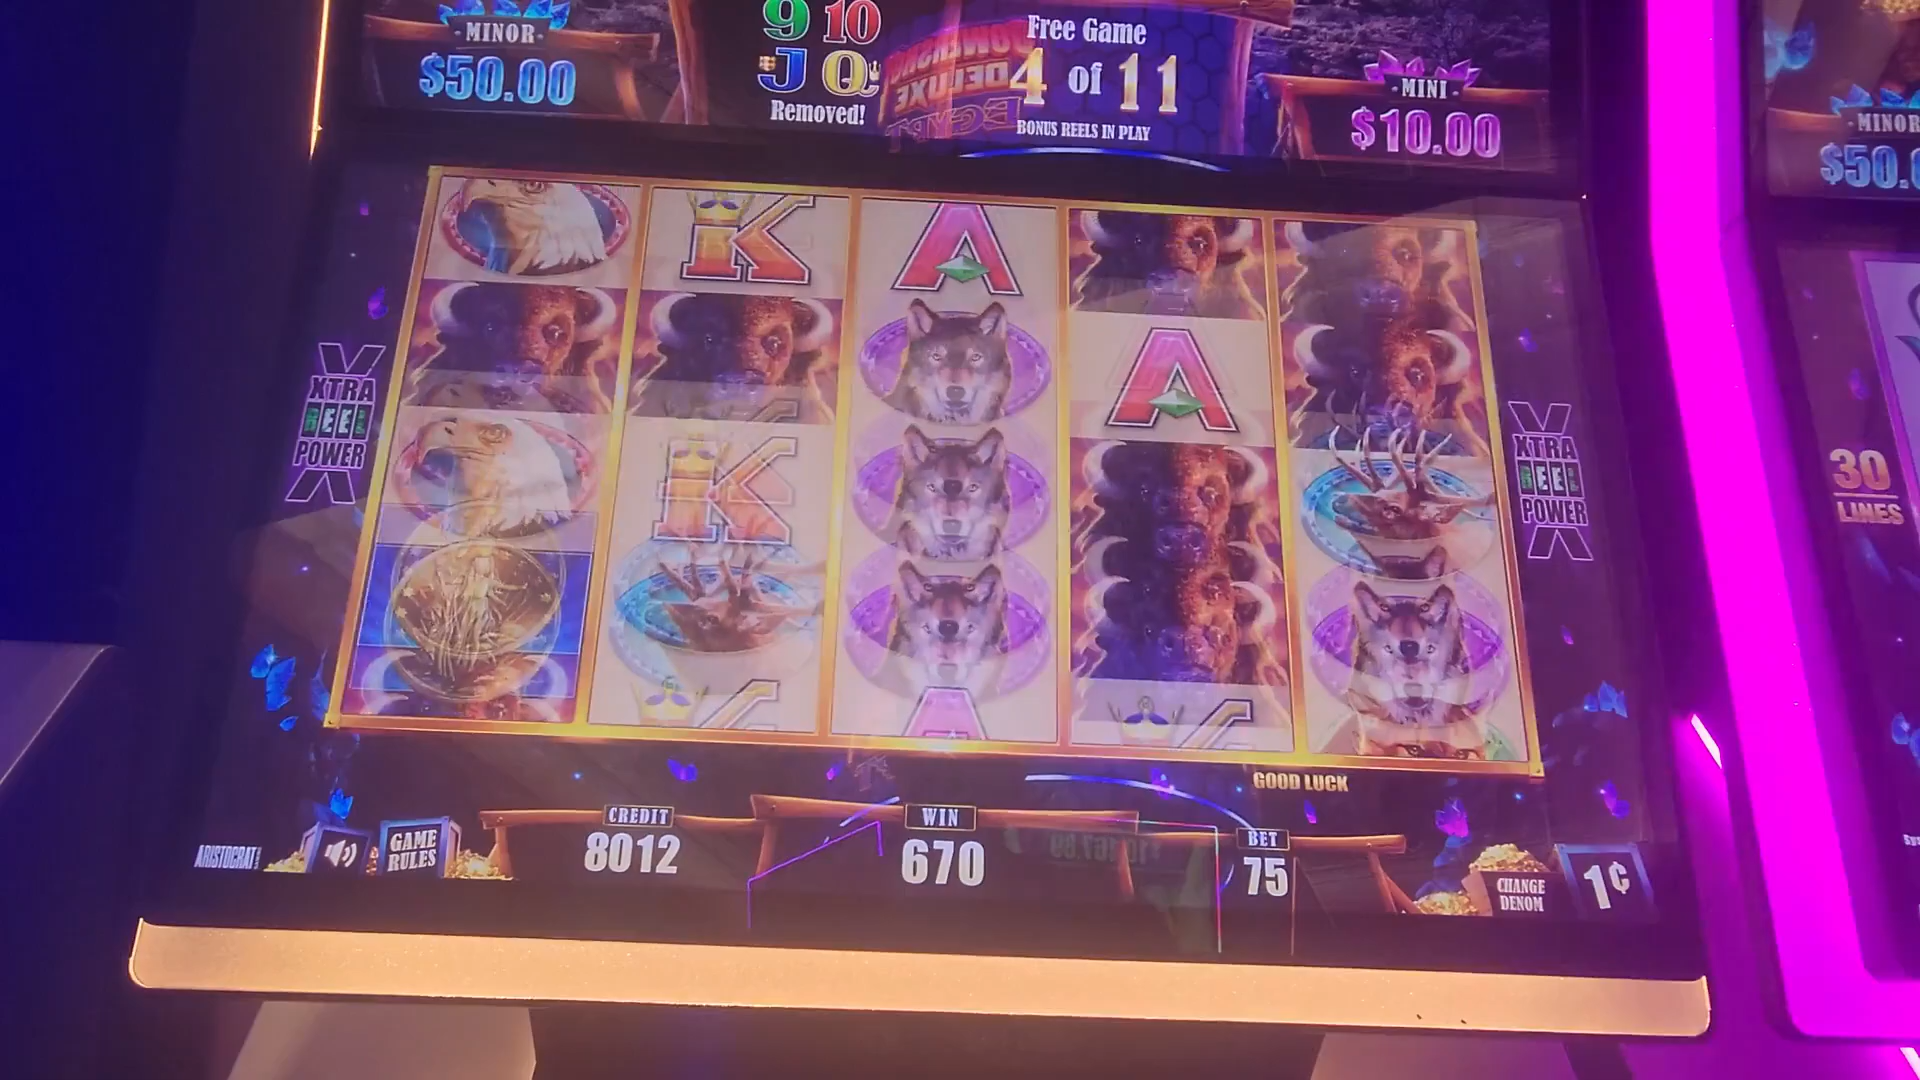 MINOR
$50.00
9 10
J Q
Removed!
Free Game
4 of 11
BONUS REELS IN PLAY
MINI
$10.00
MINOR
$50.0
K
A
A
K
A
XTRA
REEL
POWER
X
XTRA
REEL
POWER
X
30
LINES
GOOD LUCK
ARISTOCRAT
GAME
RULES
CREDIT
8012
WIN
670
BET
75
CHANGE
DENOM
1¢